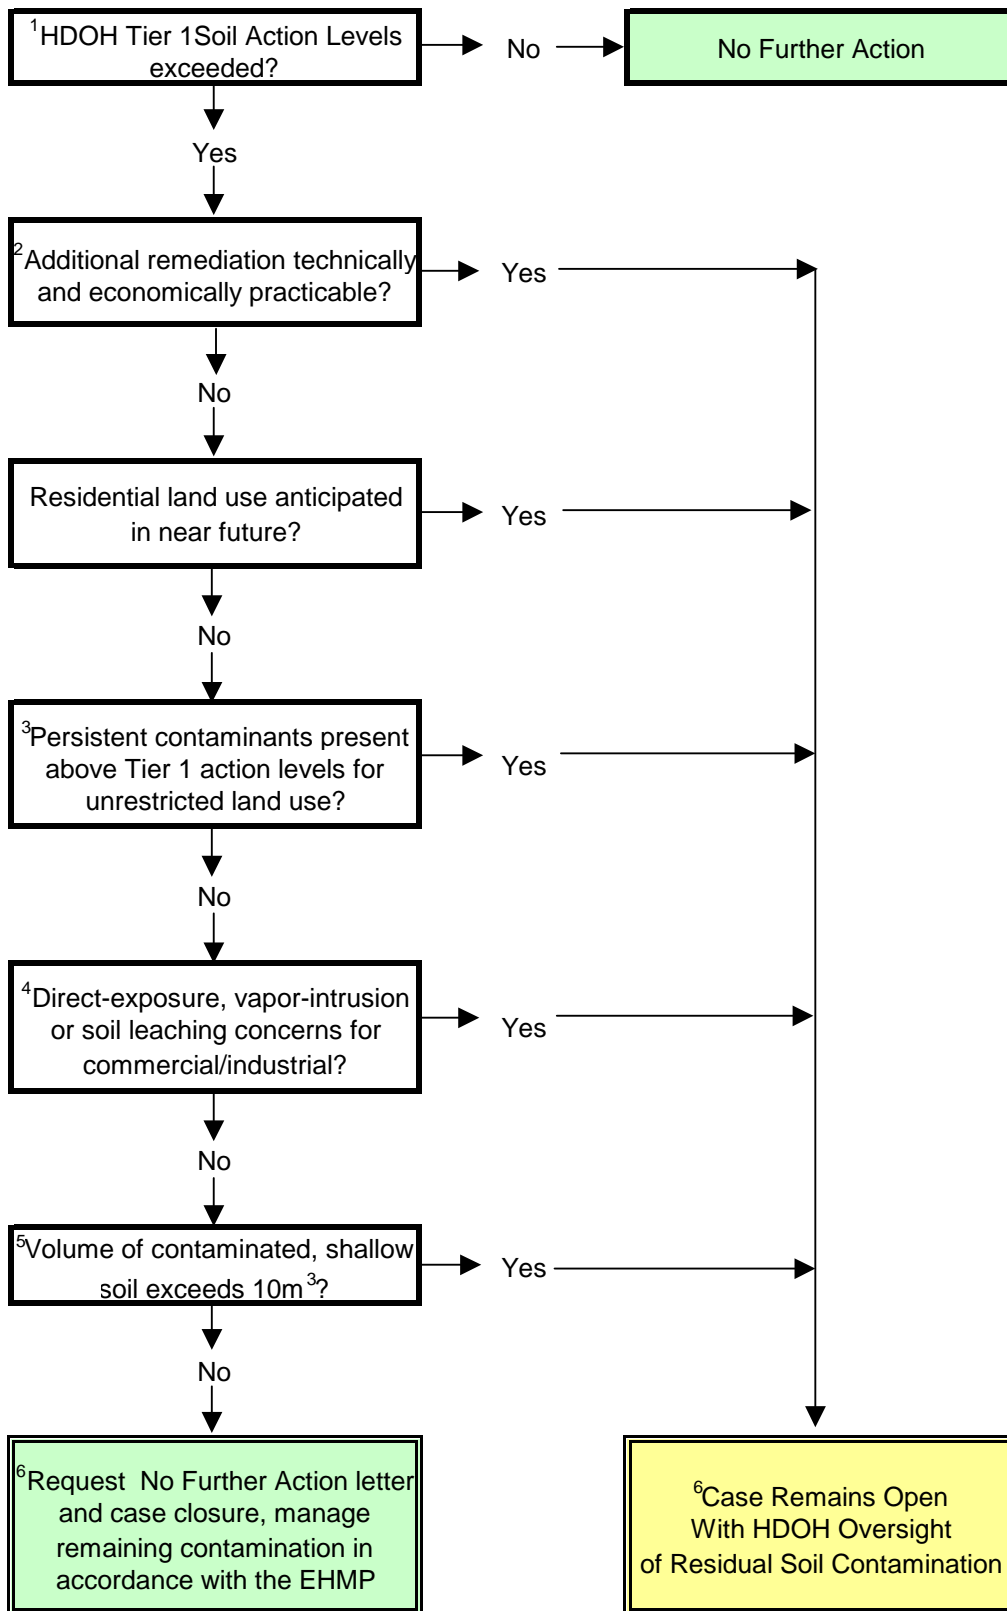 1HDOH Tier 1Soil Action Levels
exceeded?
No
No Further Action
Yes
2Additional remediation technically
and economically practicable?
Yes
No
Residential land use anticipated
in near future?
Yes
No
3Persistent contaminants present
above Tier 1 action levels for
unrestricted land use?
Yes
No
4Direct-exposure, vapor-intrusion
or soil leaching concerns for
commercial/industrial?
Yes
No
5Volume of contaminated, shallow
soil exceeds 10m3?
Yes
No
6Request No Further Action letter
and case closure, manage
remaining contamination in
accordance with the EHMP
6Case Remains Open
With HDOH Oversight
of Residual Soil Contamination